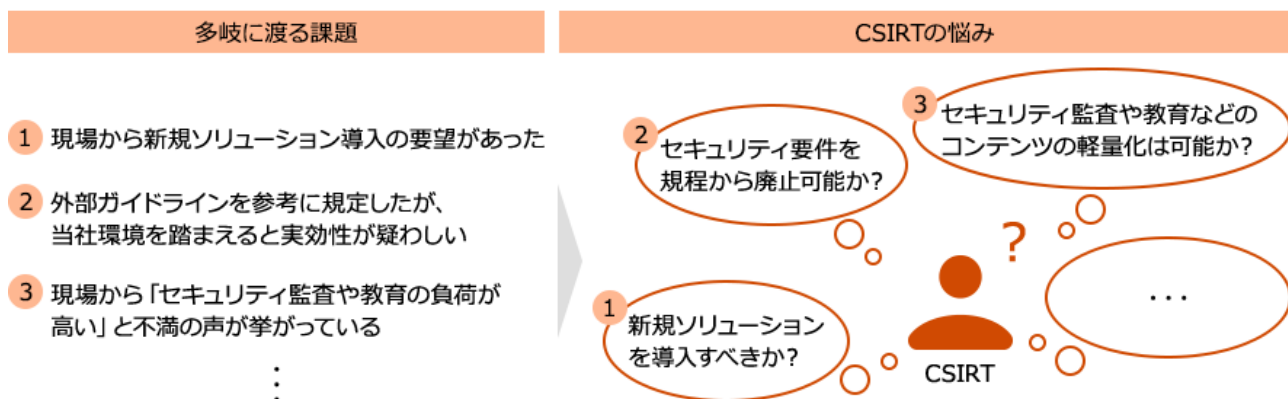 多岐に渡る課題
1 現場から新規ソリューション導入の要望があった
2 外部ガイドラインを参考に規定したが、
当社環境を踏まえると実効性が疑わしい
3 現場から「セキュリティ監査や教育の負荷が
高い」と不満の声が挙がっている
⋮
CSIRTの悩み
3 セキュリティ監査や教育などの
コンテンツの軽量化は可能か?
2 セキュリティ要件を
規程から廃止可能か?
?
・・・
1 新規ソリューション
を導入すべきか?
CSIRT